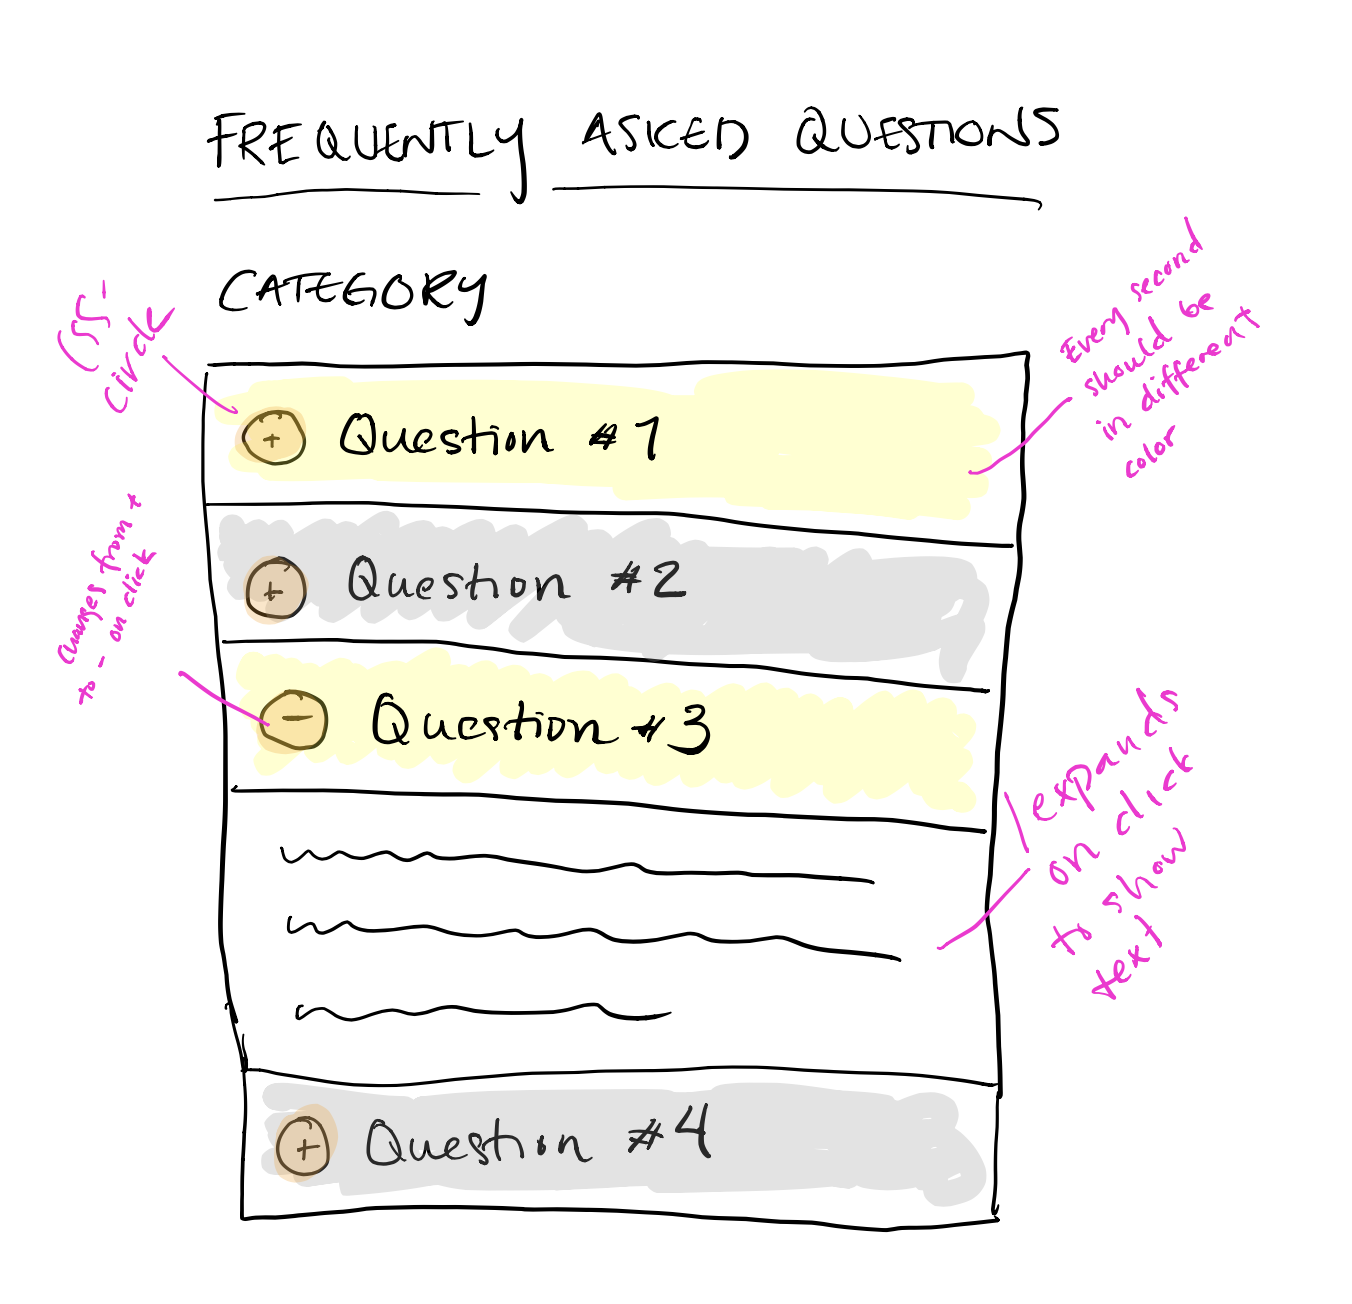 FREQUENTLY ASKED QUESTIONS
CATEGORY
CSS
circle
Every second
should be
in different
color
+ Question #1
changes from +
to - on click
+ Question #2
- Question #3
expands
on click
to show
text
+ Question #4